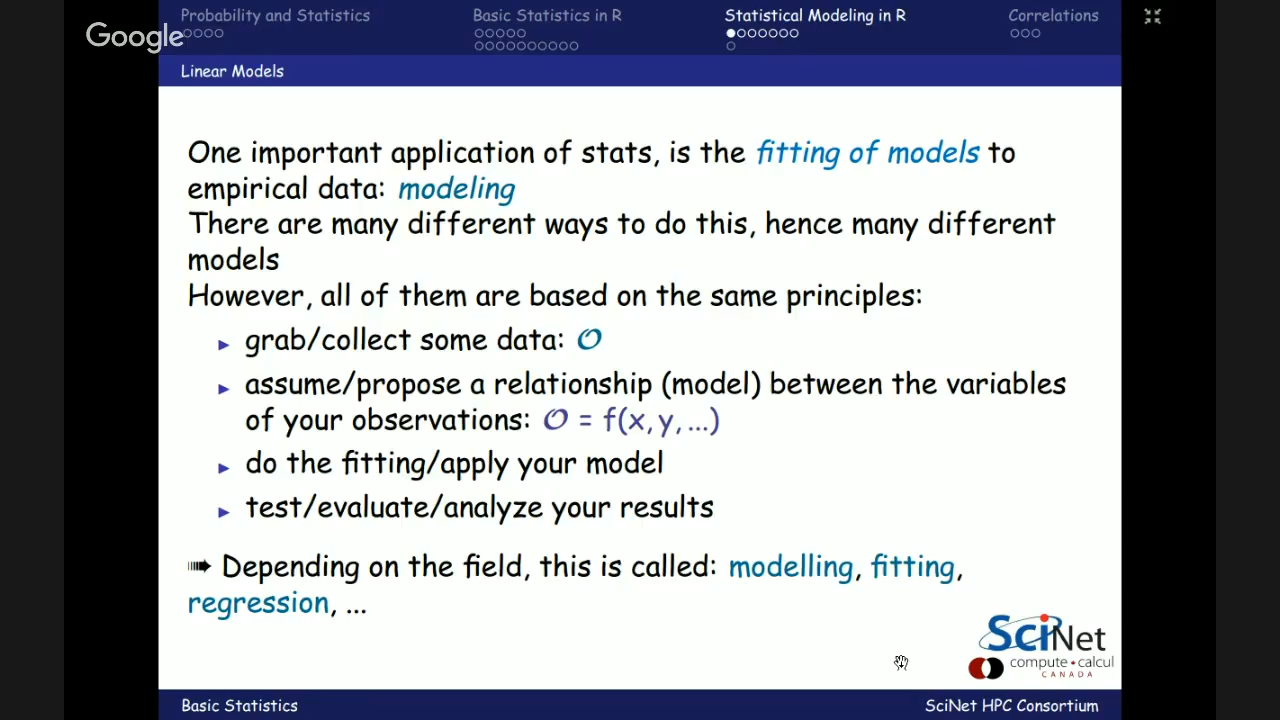 Google
Probability and Statistics
Basic Statistics in R
Statistical Modeling in R
Correlations
Linear Models
One important application of stats, is the fitting of models to
empirical data: modeling
There are many different ways to do this, hence many different
models
However, all of them are based on the same principles:
► grab/collect some data: 𝒪
► assume/propose a relationship (model) between the variables
of your observations: 𝒪 = f(x, y, ...)
► do the fitting/apply your model
► test/evaluate/analyze your results
➠ Depending on the field, this is called: modelling, fitting,
regression, ...
SciNet
compute • calcul
CANADA
Basic Statistics
SciNet HPC Consortium